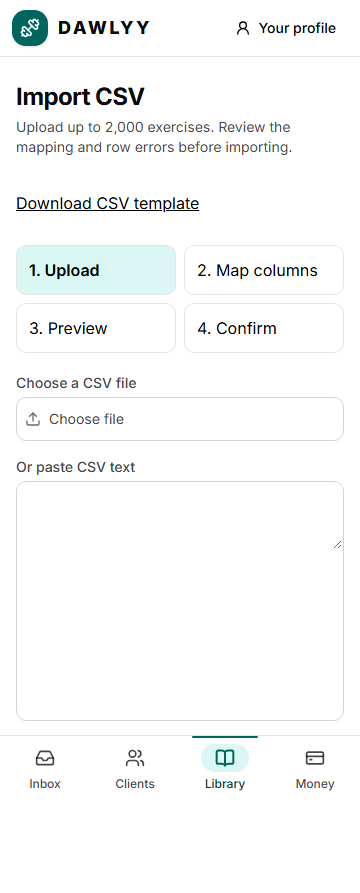 DAWLYY
Your profile
Import CSV
Upload up to 2,000 exercises. Review the
mapping and row errors before importing.
Download CSV template
1. Upload
2. Map columns
3. Preview
4. Confirm
Choose a CSV file
Choose file
Or paste CSV text
Inbox
Clients
Library
Money